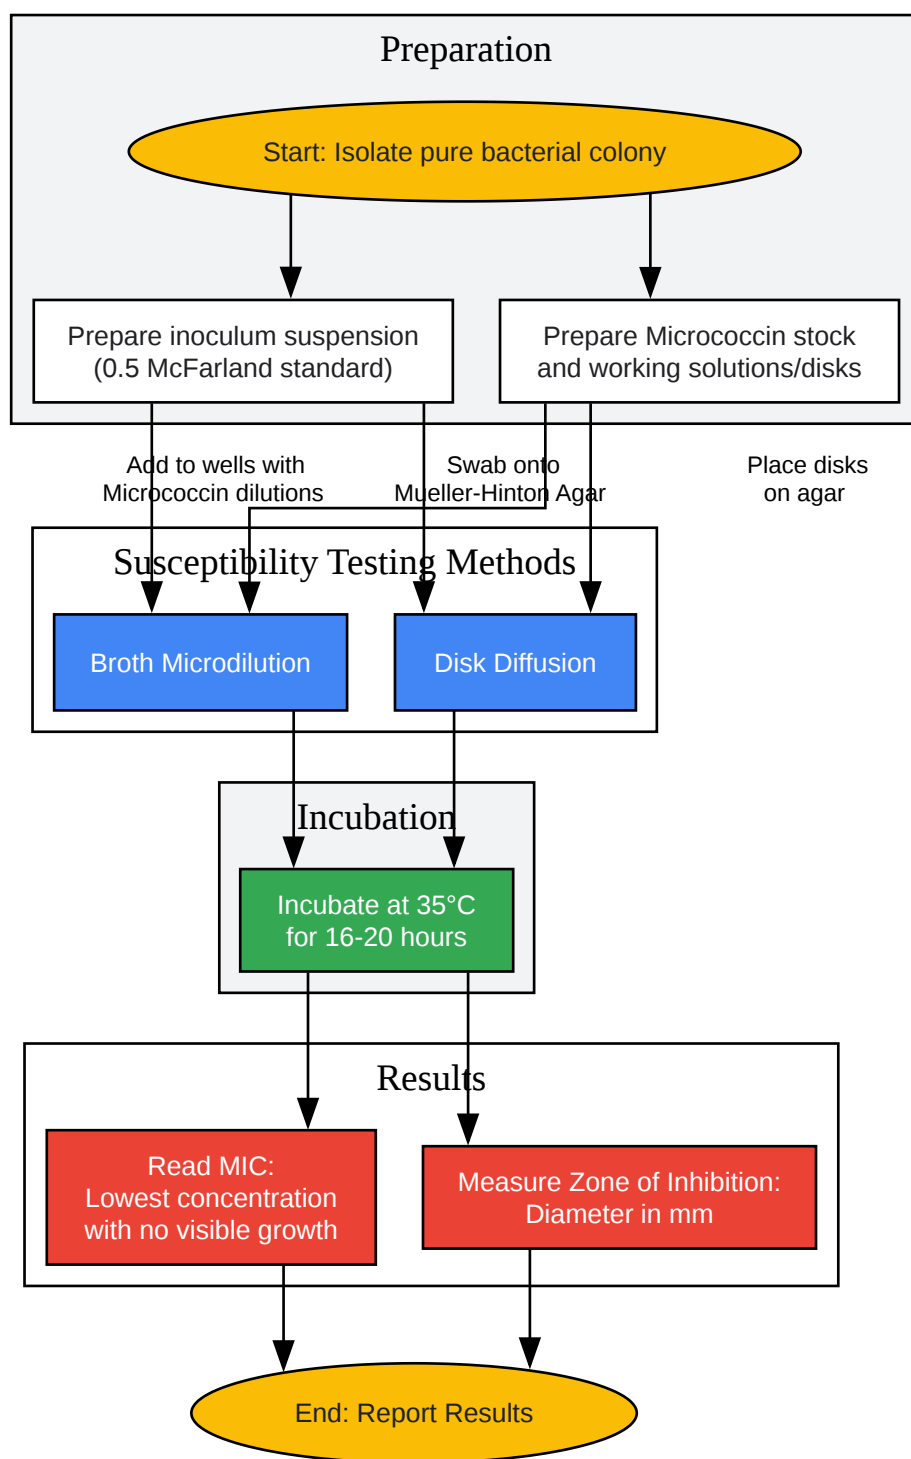 Preparation
Start: Isolate pure bacterial colony
Prepare inoculum suspension
(0.5 McFarland standard)
Prepare Micrococcin stock
and working solutions/disks
Add to wells with
Micrococcin dilutions
Swab onto
Mueller-Hinton Agar
Place disks
on agar
Susceptibility Testing Methods
Broth Microdilution
Disk Diffusion
Incubation
Incubate at 35°C
for 16-20 hours
Results
Read MIC:
Lowest concentration
with no visible growth
Measure Zone of Inhibition:
Diameter in mm
End: Report Results